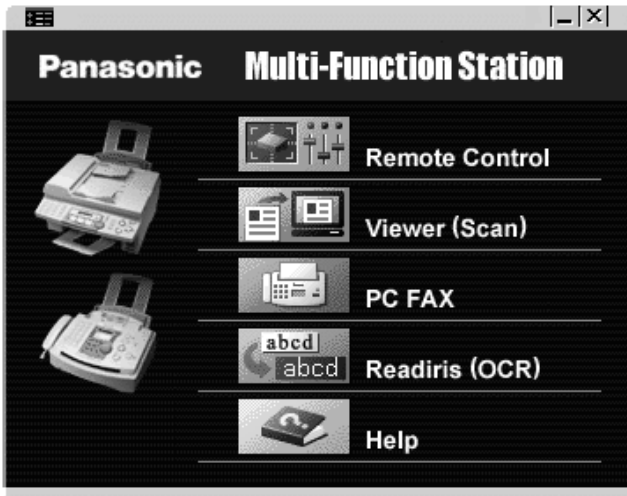 Panasonic Multi-Function Station
Remote Control
Viewer (Scan)
PC FAX
abcd
abcd
Readiris (OCR)
?
Help